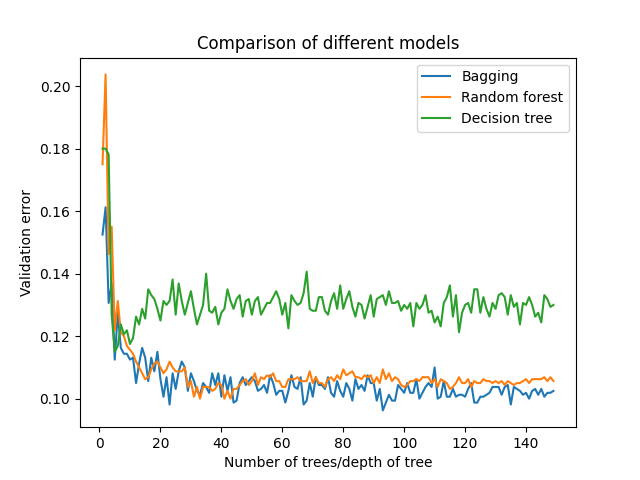 Comparison of different models
Bagging
Random forest
Decision tree
Validation error
0.20
0.18
0.16
0.14
0.12
0.10
0 20 40 60 80 100 120 140
Number of trees/depth of tree